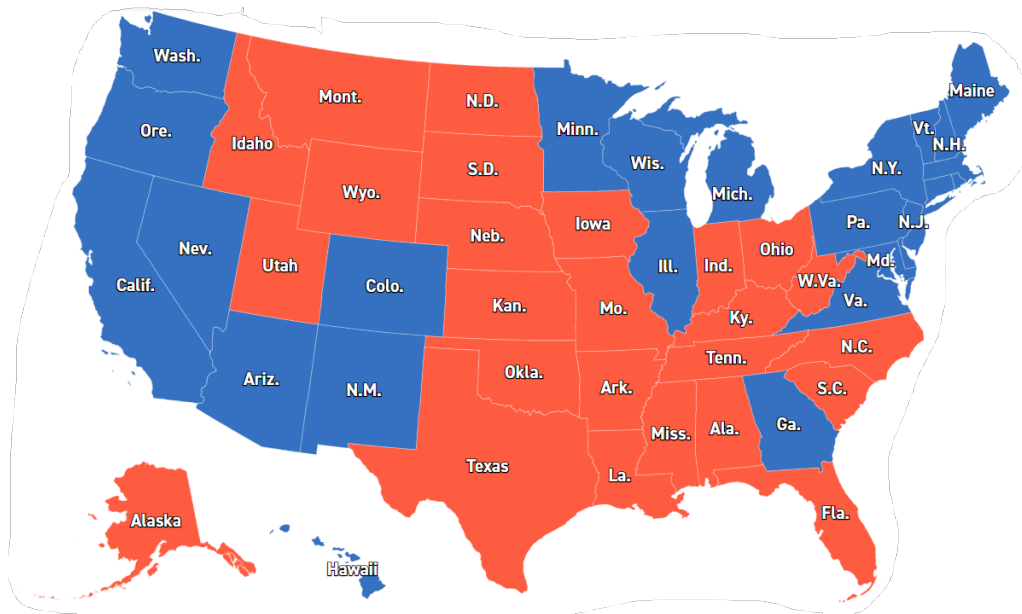 Wash.
Maine
Mont.
N.D.
Ore.
Minn.
Vt.
Idaho
N.H.
Wis.
S.D.
N.Y.
Wyo.
Mich.
Iowa
Pa.
N.J.
Neb.
Nev.
Ohio
Utah
Ill.
Ind.
Md.
Calif.
Colo.
W.Va.
Kan.
Mo.
Va.
Ky.
N.C.
Tenn.
Okla.
Ariz.
N.M.
Ark.
S.C.
Miss.
Ala.
Ga.
Texas
La.
Fla.
Alaska
Hawaii